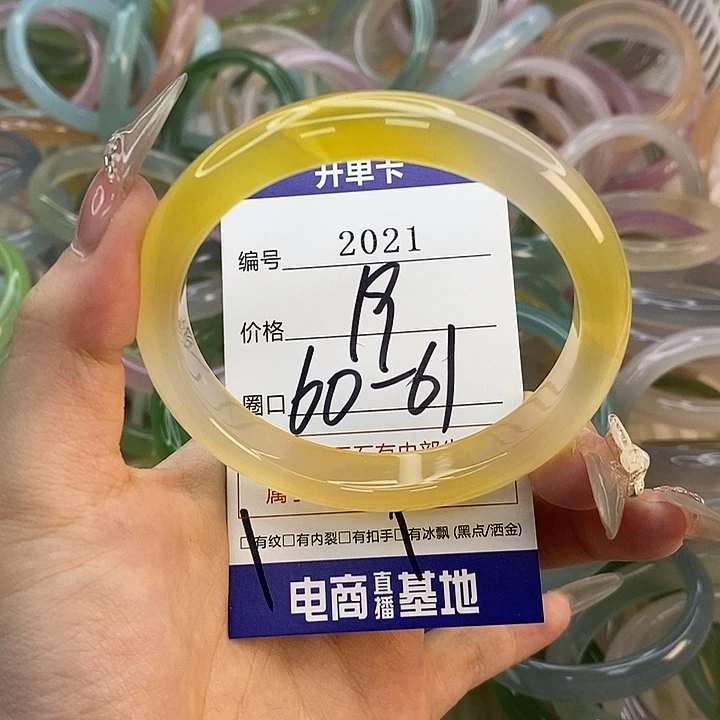 开单卡
编号 2021
价格
圈口 60-61
属
□有纹□有内裂□有扣手□有冰飘(黑点/洒金)
电商直播基地